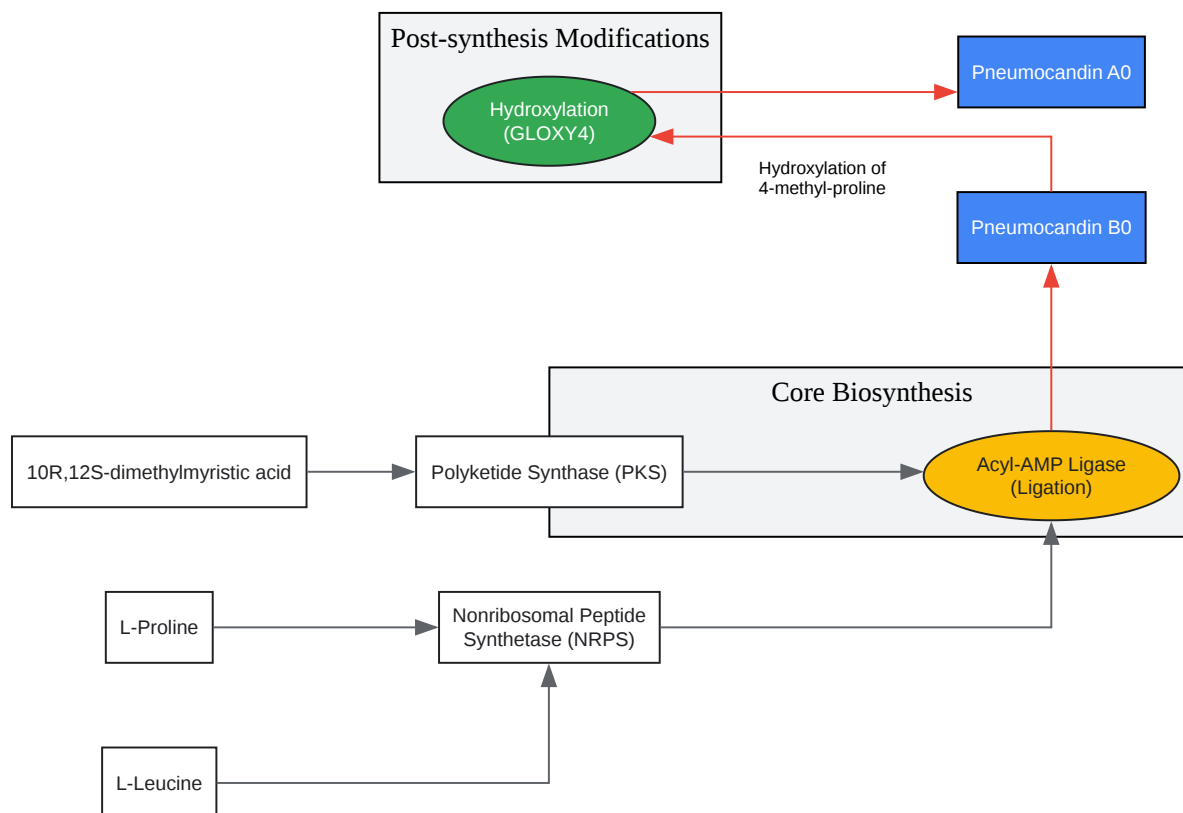 Post-synthesis Modifications
Hydroxylation
(GLOXY4)
Pneumocandin A0
Hydroxylation of
4-methyl-proline
Pneumocandin B0
Core Biosynthesis
10R,12S-dimethylmyristic acid
Polyketide Synthase (PKS)
Acyl-AMP Ligase
(Ligation)
L-Proline
Nonribosomal Peptide
Synthetase (NRPS)
L-Leucine